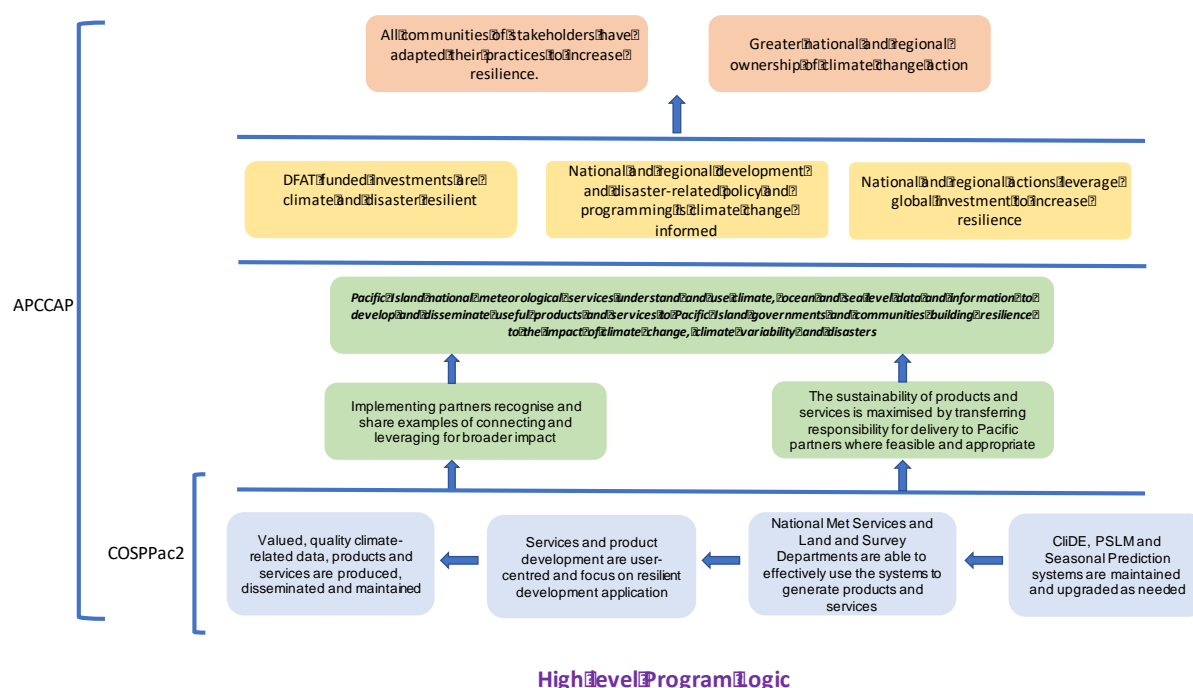 All communities of stakeholders have
adapted their practices to increase
resilience.
Greater national and regional
ownership of climate change action
DFAT funded investments are
climate and disaster resilient
National and regional development
and disaster-related policy and
programming is climate change
informed
National and regional actions leverage
global investment to increase
resilience
APCCAP
Pacific Island national meteorological services understand and use climate, ocean and sea level data and information to
develop and disseminate useful products and services to Pacific Island governments and communities building resilience
to the impact of climate change, climate variability and disasters
Implementing partners recognise and
share examples of connecting and
leveraging for broader impact
The sustainability of products and
services is maximised by transferring
responsibility for delivery to Pacific
partners where feasible and appropriate
COSPPac2
Valued, quality climate-
related data, products and
services are produced,
disseminated and maintained
Services and product
development are user-
centred and focus on resilient
development application
National Met Services and
Land and Survey
Departments are able to
effectively use the systems to
generate products and
services
CliDE, PSLM and
Seasonal Prediction
systems are maintained
and upgraded as needed
High level Program Logic